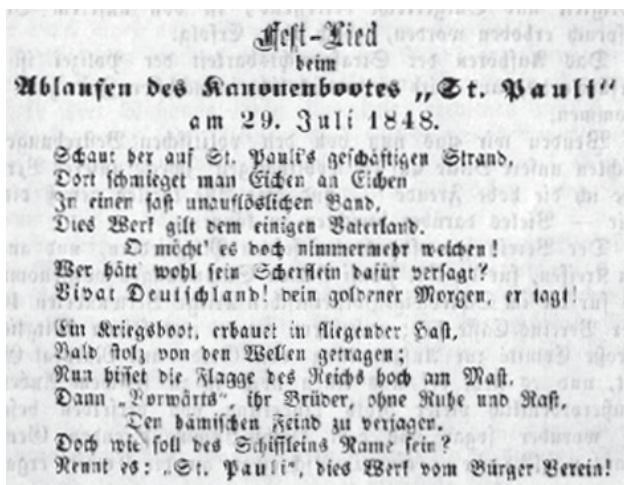 Fest-Lied
beim
Ablaufen des Kanonenbootes „St. Pauli“
am 29. Juli 1848.
Schaut her auf St. Pauli's geschäftigen Strand,
Dort schmieget man Eichen an Eichen
In einen fast unauflöslichen Band,
Dies Werk gilt dem einigen Vaterland.
O möcht' es doch nimmermehr weichen!
Wer hätt wohl sein Scherflein dafür versagt?
Vivat Deutschland! dein goldener Morgen, er tagt!
Ein Kriegsboot, erbauet in fliegender Hast,
Bald stolz von den Wellen getragen;
Nun hisset die Flagge des Reichs hoch am Mast.
Dann „Vorwärts“, ihr Brüder, ohne Ruhe und Rast,
Den hämischen Feind zu verjagen.
Doch wie soll des Schiffleins Name sein?
Nennt es: „St. Pauli“, dies Werk vom Bürger-Verein!